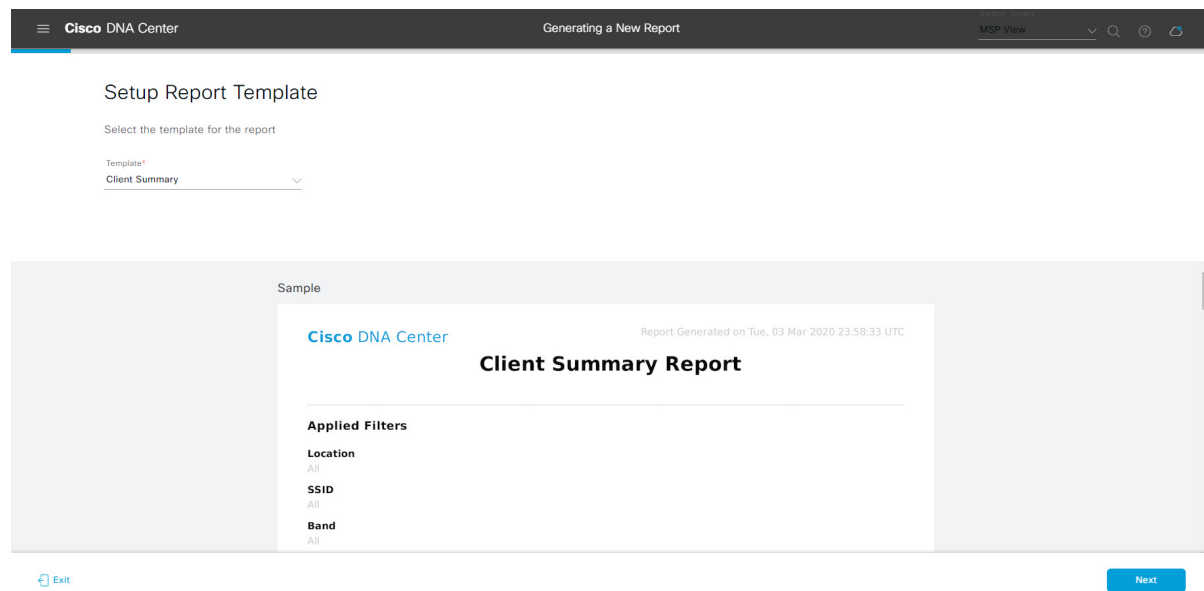 Cisco DNA Center
Generating a New Report
MSP View
Setup Report Template
Select the template for the report
Template*
Client Summary
Sample
Cisco DNA Center
Report Generated on Tue, 03 Mar 2020 23:58:33 UTC
Client Summary Report
Applied Filters
Location
All
SSID
All
Band
All
Exit
Next